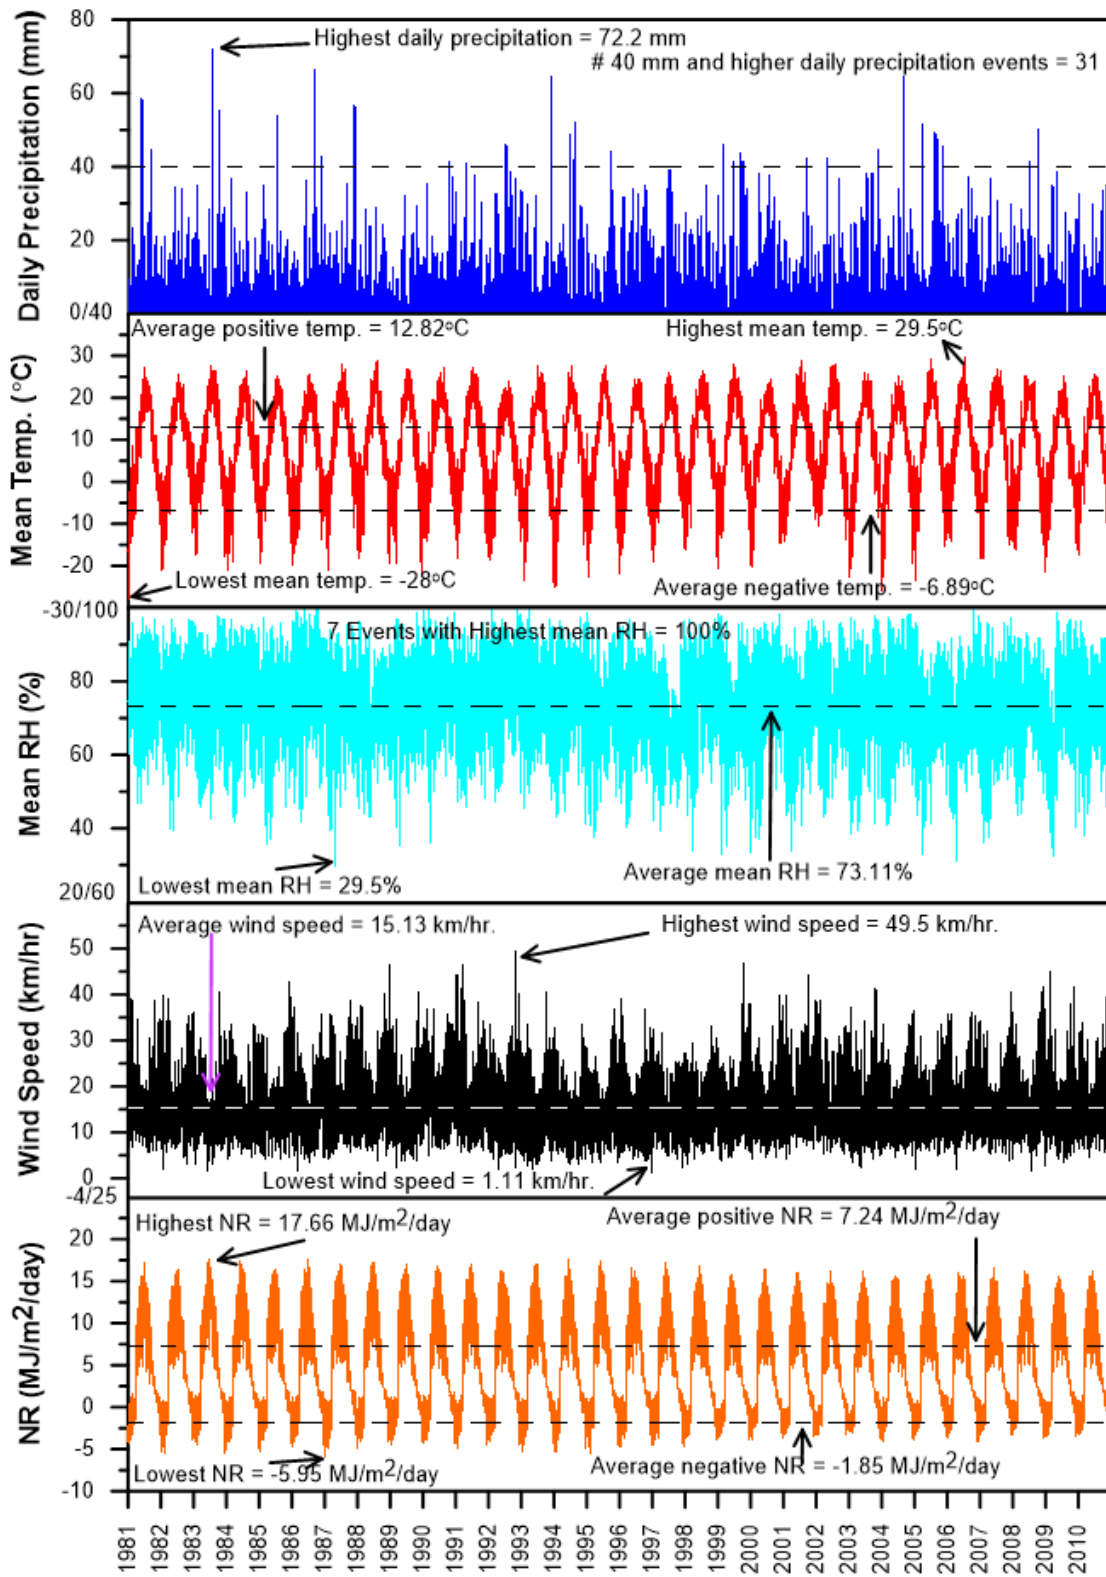 80
Highest daily precipitation = 72.2 mm
# 40 mm and higher daily precipitation events = 31
60
40
20
0/40
Daily Precipitation (mm)
Average positive temp. = 12.82ºC
Highest mean temp. = 29.5ºC
30
20
10
0
-10
-20
Mean Temp. (°C)
Lowest mean temp. = -28ºC
Average negative temp. = -6.89ºC
-30/100
7 Events with Highest mean RH = 100%
80
60
40
Mean RH (%)
Lowest mean RH = 29.5%
Average mean RH = 73.11%
20/60
Average wind speed = 15.13 km/hr.
Highest wind speed = 49.5 km/hr.
50
40
30
20
10
0
Wind Speed (km/hr)
Lowest wind speed = 1.11 km/hr.
-4/25
Highest NR = 17.66 MJ/m²/day
Average positive NR = 7.24 MJ/m²/day
20
15
10
5
0
-5
-10
NR (MJ/m²/day)
Lowest NR = -5.95 MJ/m²/day
Average negative NR = -1.85 MJ/m²/day
1981
1982
1983
1984
1985
1986
1987
1988
1989
1990
1991
1992
1993
1994
1995
1996
1997
1998
1999
2000
2001
2002
2003
2004
2005
2006
2007
2008
2009
2010